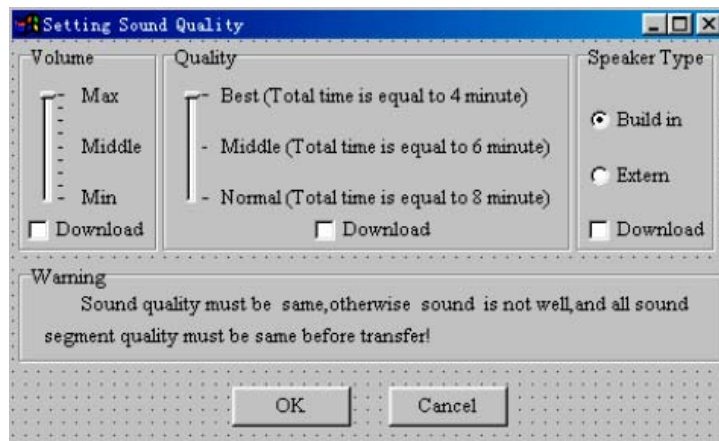 Setting Sound Quality
Volume
Max
Middle
Min
Download
Quality
Best (Total time is equal to 4 minute)
Middle (Total time is equal to 6 minute)
Normal (Total time is equal to 8 minute)
Download
Speaker Type
Build in
Extern
Download
Warning
Sound quality must be same,otherwise sound is not well,and all sound
segment quality must be same before transfer!
OK
Cancel